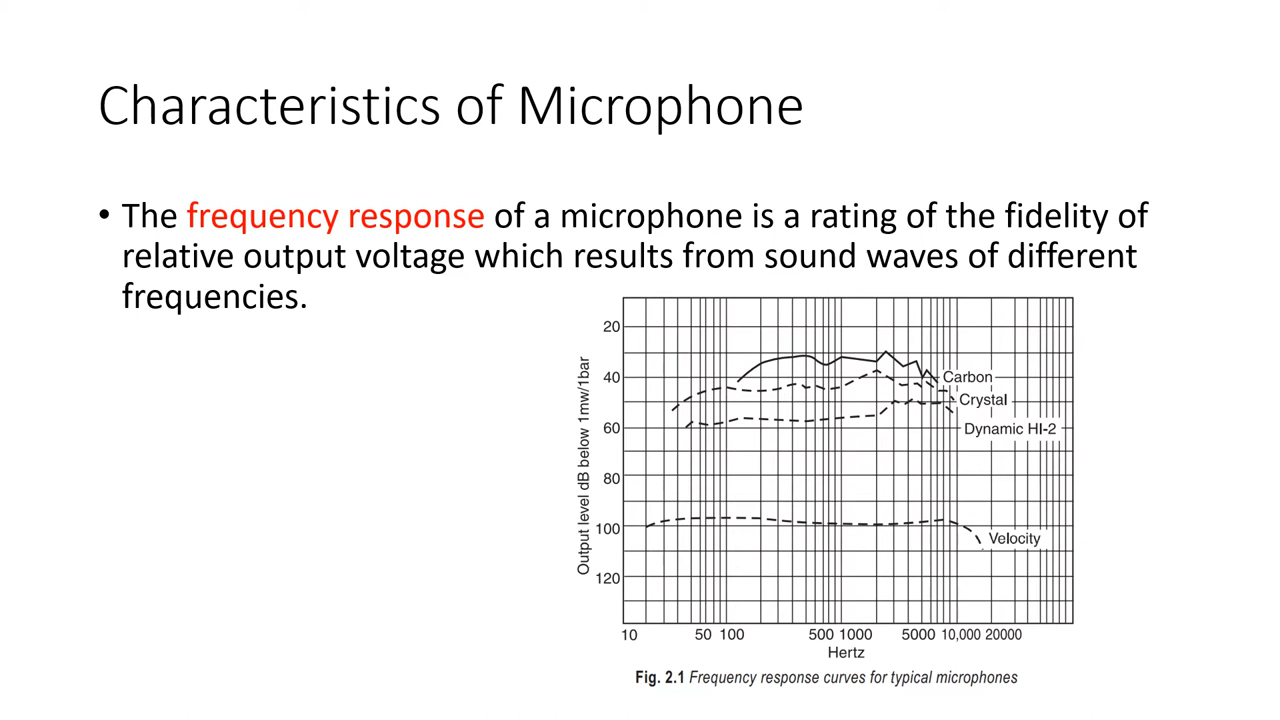 Characteristics of Microphone
• The frequency response of a microphone is a rating of the fidelity of
relative output voltage which results from sound waves of different
frequencies.
Output level dB below 1mw/1bar
20
40
60
80
100
120
Carbon
Crystal
Dynamic HI-2
Velocity
10 50 100 500 1000 5000 10,000 20000
Hertz
Fig. 2.1 Frequency response curves for typical microphones